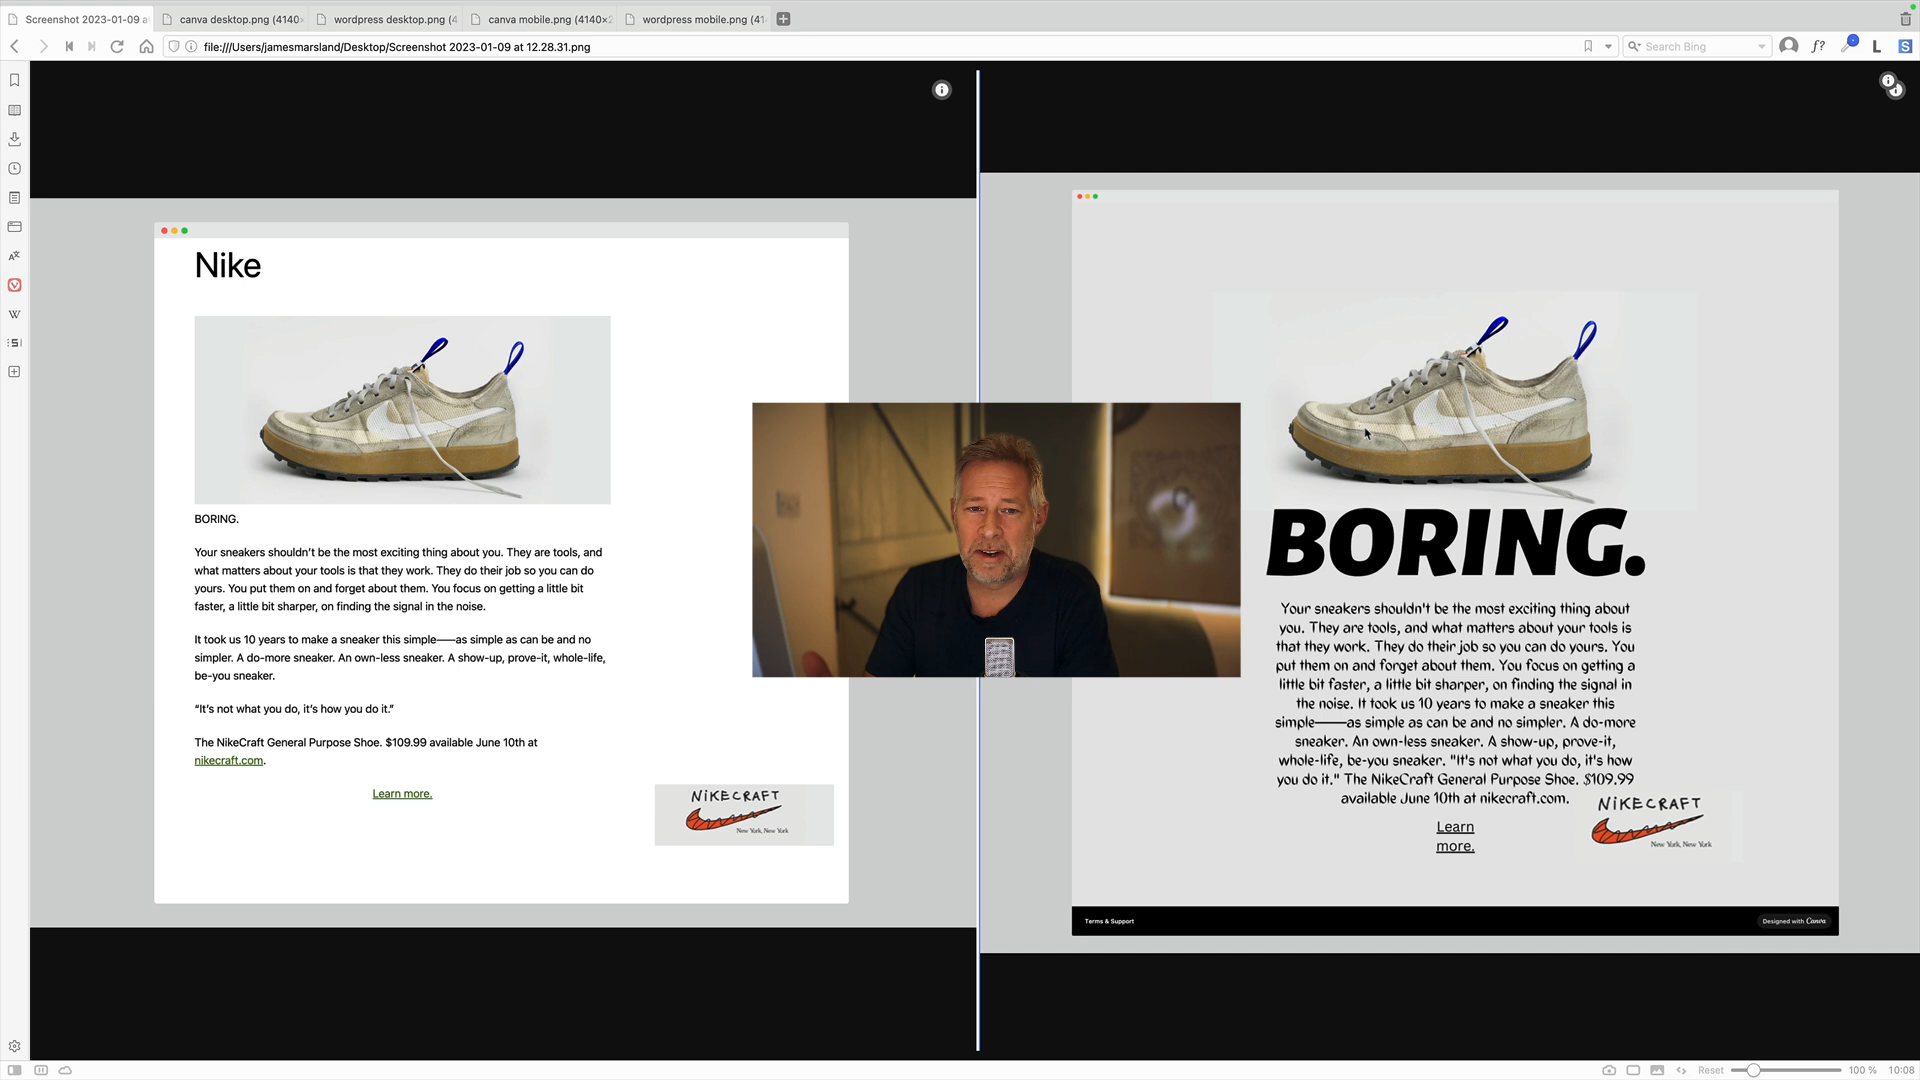 Screenshot 2023-01-09 a
canva desktop.png (4140×
wordpress desktop.png (4
canva mobile.png (4140×2
wordpress mobile.png (41
file:///Users/jamesmarsland/Desktop/Screenshot 2023-01-09 at 12.28.31.png
Search Bing
f?
L
S
Nike
BORING.
Your sneakers shouldn’t be the most exciting thing about you. They are tools, and
what matters about your tools is that they work. They do their job so you can do
yours. You put them on and forget about them. You focus on getting a little bit
faster, a little bit sharper, on finding the signal in the noise.
It took us 10 years to make a sneaker this simple——as simple as can be and no
simpler. A do-more sneaker. An own-less sneaker. A show-up, prove-it, whole-life,
be-you sneaker.
“It’s not what you do, it’s how you do it.”
The NikeCraft General Purpose Shoe. $109.99 available June 10th at
nikecraft.com.
Learn more.
NiKECRAFT
New York, New York
BORING.
Your sneakers shouldn't be the most exciting thing about
you. They are tools, and what matters about your tools is
that they work. They do their job so you can do yours. You
put them on and forget about them. You focus on getting a
little bit faster, a little bit sharper, on finding the signal in
the noise. It took us 10 years to make a sneaker this
simple——as simple as can be and no simpler. A do-more
sneaker. An own-less sneaker. A show-up, prove-it,
whole-life, be-you sneaker. "It's not what you do, it's how
you do it." The NikeCraft General Purpose Shoe. $109.99
available June 10th at nikecraft.com.
Learn
more.
NiKECRAFT
New York, New York
Terms & Support
Designed with Canva
Reset
100 %
10:08